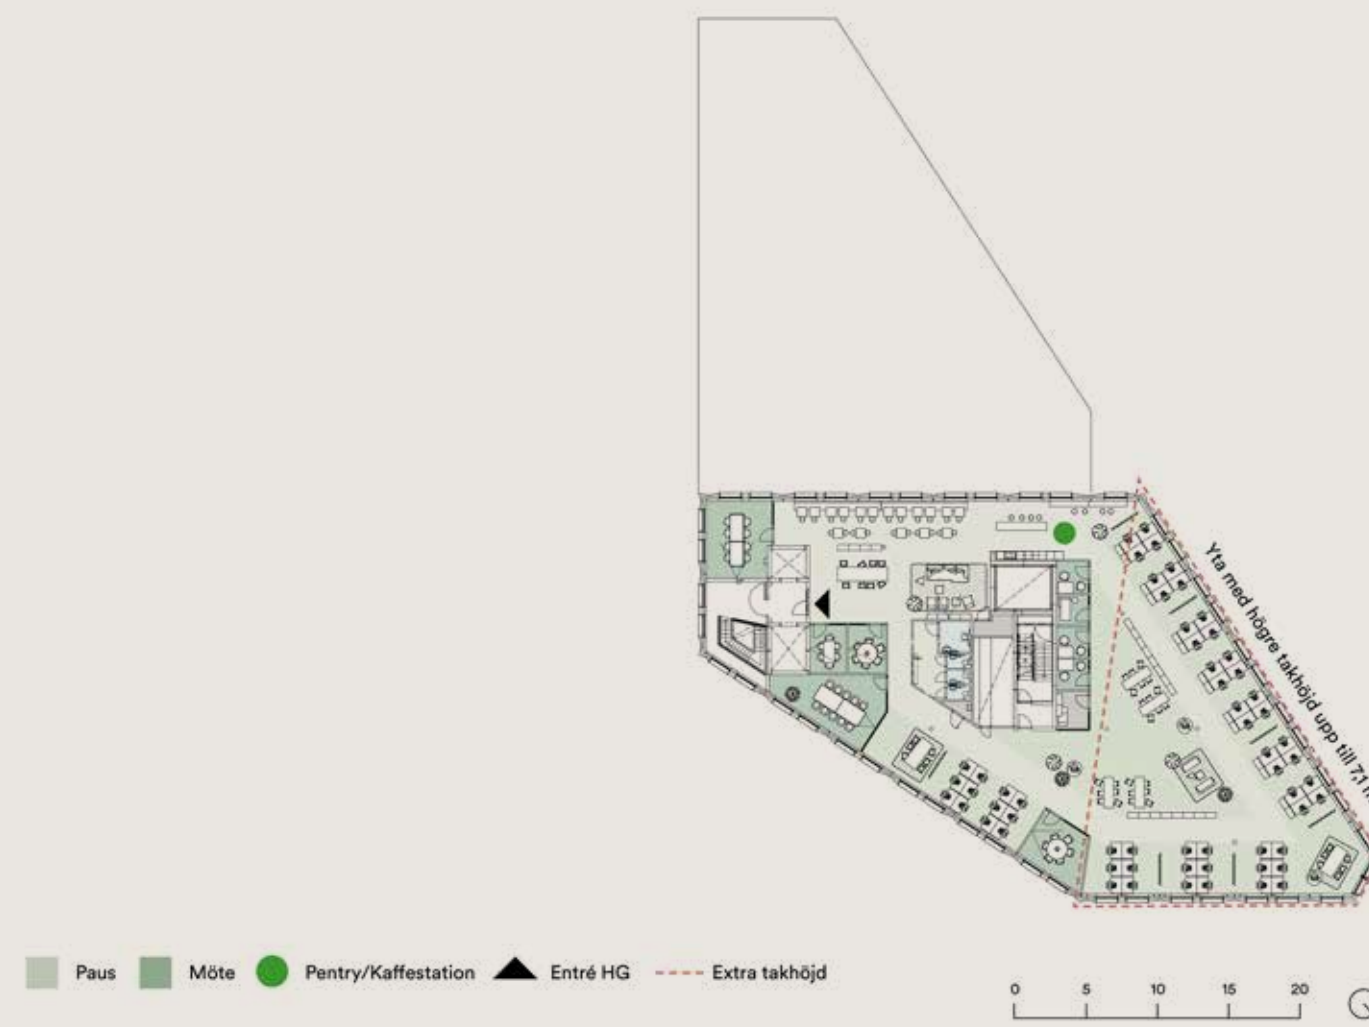 Yta med högre takhöjd upp till 7,1 m
Paus
Möte
Pentry/Kaffestation
Entré HG
Extra takhöjd
0 5 10 15 20